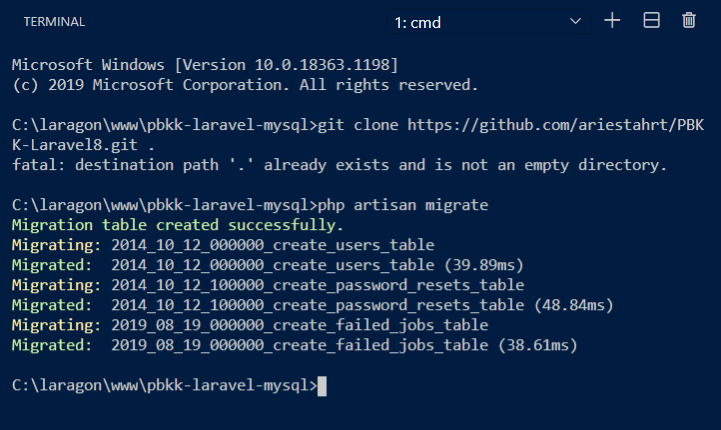 TERMINAL
1: cmd
Microsoft Windows [Version 10.0.18363.1198]
(c) 2019 Microsoft Corporation. All rights reserved.
C:\laragon\www\pbkk-laravel-mysql>git clone https://github.com/ariestahrt/PBK
K-Laravel8.git .
fatal: destination path '.' already exists and is not an empty directory.
C:\laragon\www\pbkk-laravel-mysql>php artisan migrate
Migration table created successfully.
Migrating: 2014_10_12_000000_create_users_table
Migrated:  2014_10_12_000000_create_users_table (39.89ms)
Migrating: 2014_10_12_100000_create_password_resets_table
Migrated:  2014_10_12_100000_create_password_resets_table (48.84ms)
Migrating: 2019_08_19_000000_create_failed_jobs_table
Migrated:  2019_08_19_000000_create_failed_jobs_table (38.61ms)
C:\laragon\www\pbkk-laravel-mysql>